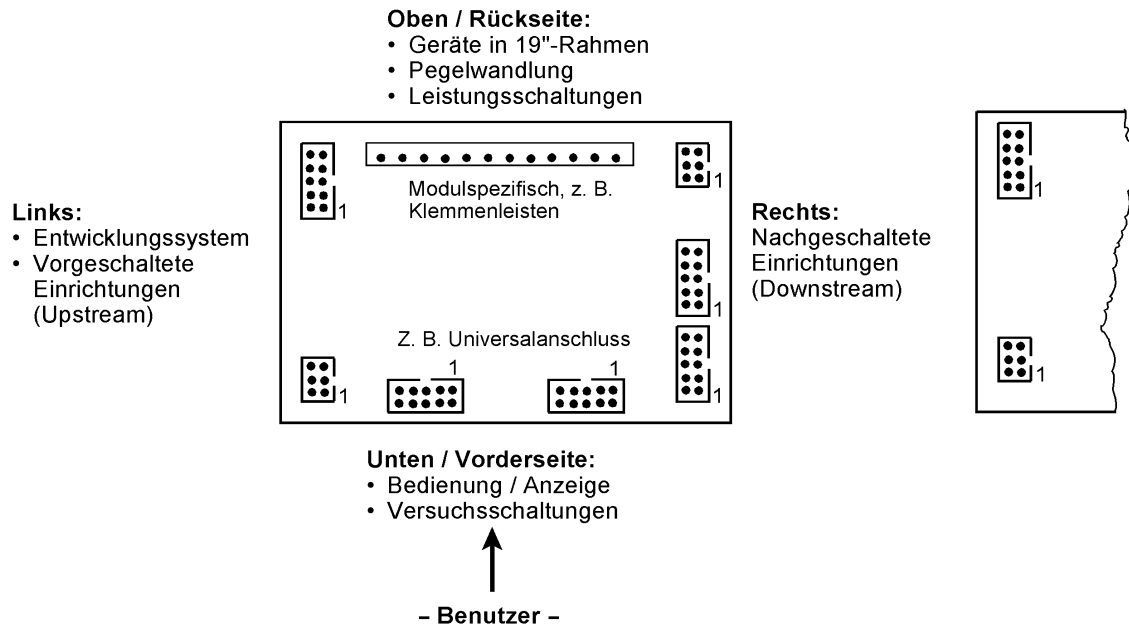 Oben / Rückseite:
• Geräte in 19"-Rahmen
• Pegelwandlung
• Leistungsschaltungen
1
Modulspezifisch, z. B.
Klemmenleisten
1
1
Links:
• Entwicklungssystem
• Vorgeschaltete
Einrichtungen
(Upstream)
Rechts:
Nachgeschaltete
Einrichtungen
(Downstream)
1
Z. B. Universalanschluss
1
1
1
1
1
Unten / Vorderseite:
• Bedienung / Anzeige
• Versuchsschaltungen
– Benutzer –